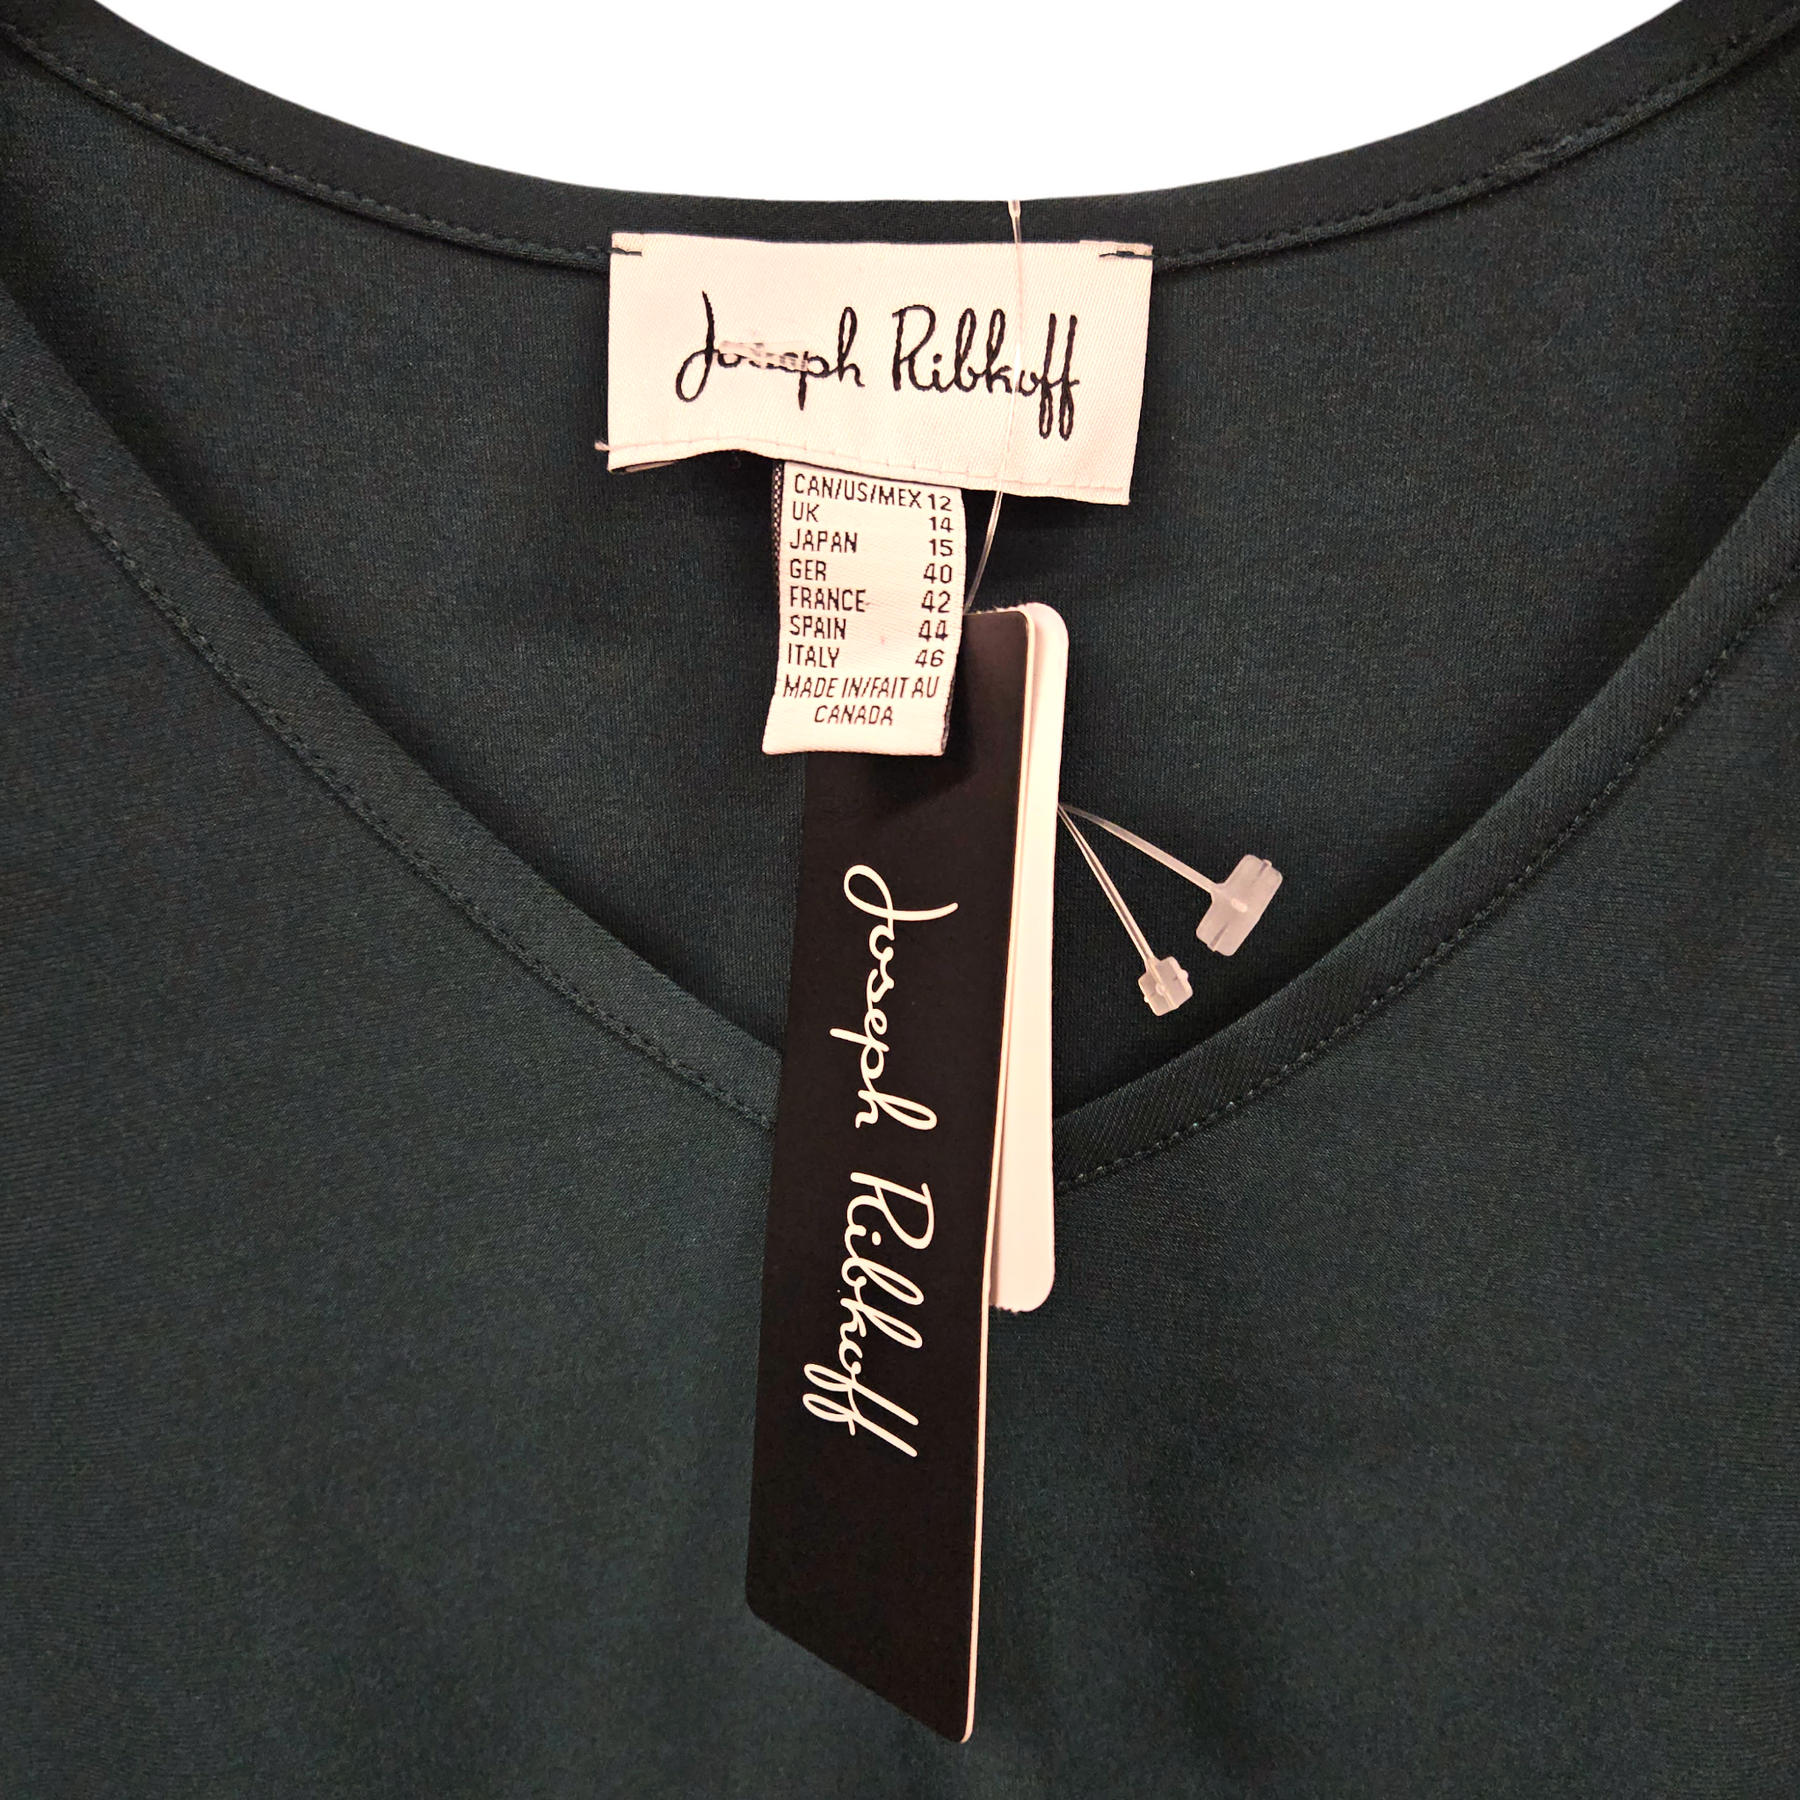 Joseph Ribkoff
CAN/US/MEX 12
UK 14
JAPAN 15
GER 40
FRANCE 42
SPAIN 44
ITALY 46
MADE IN/FAIT AU
CANADA
Joseph Ribkoff